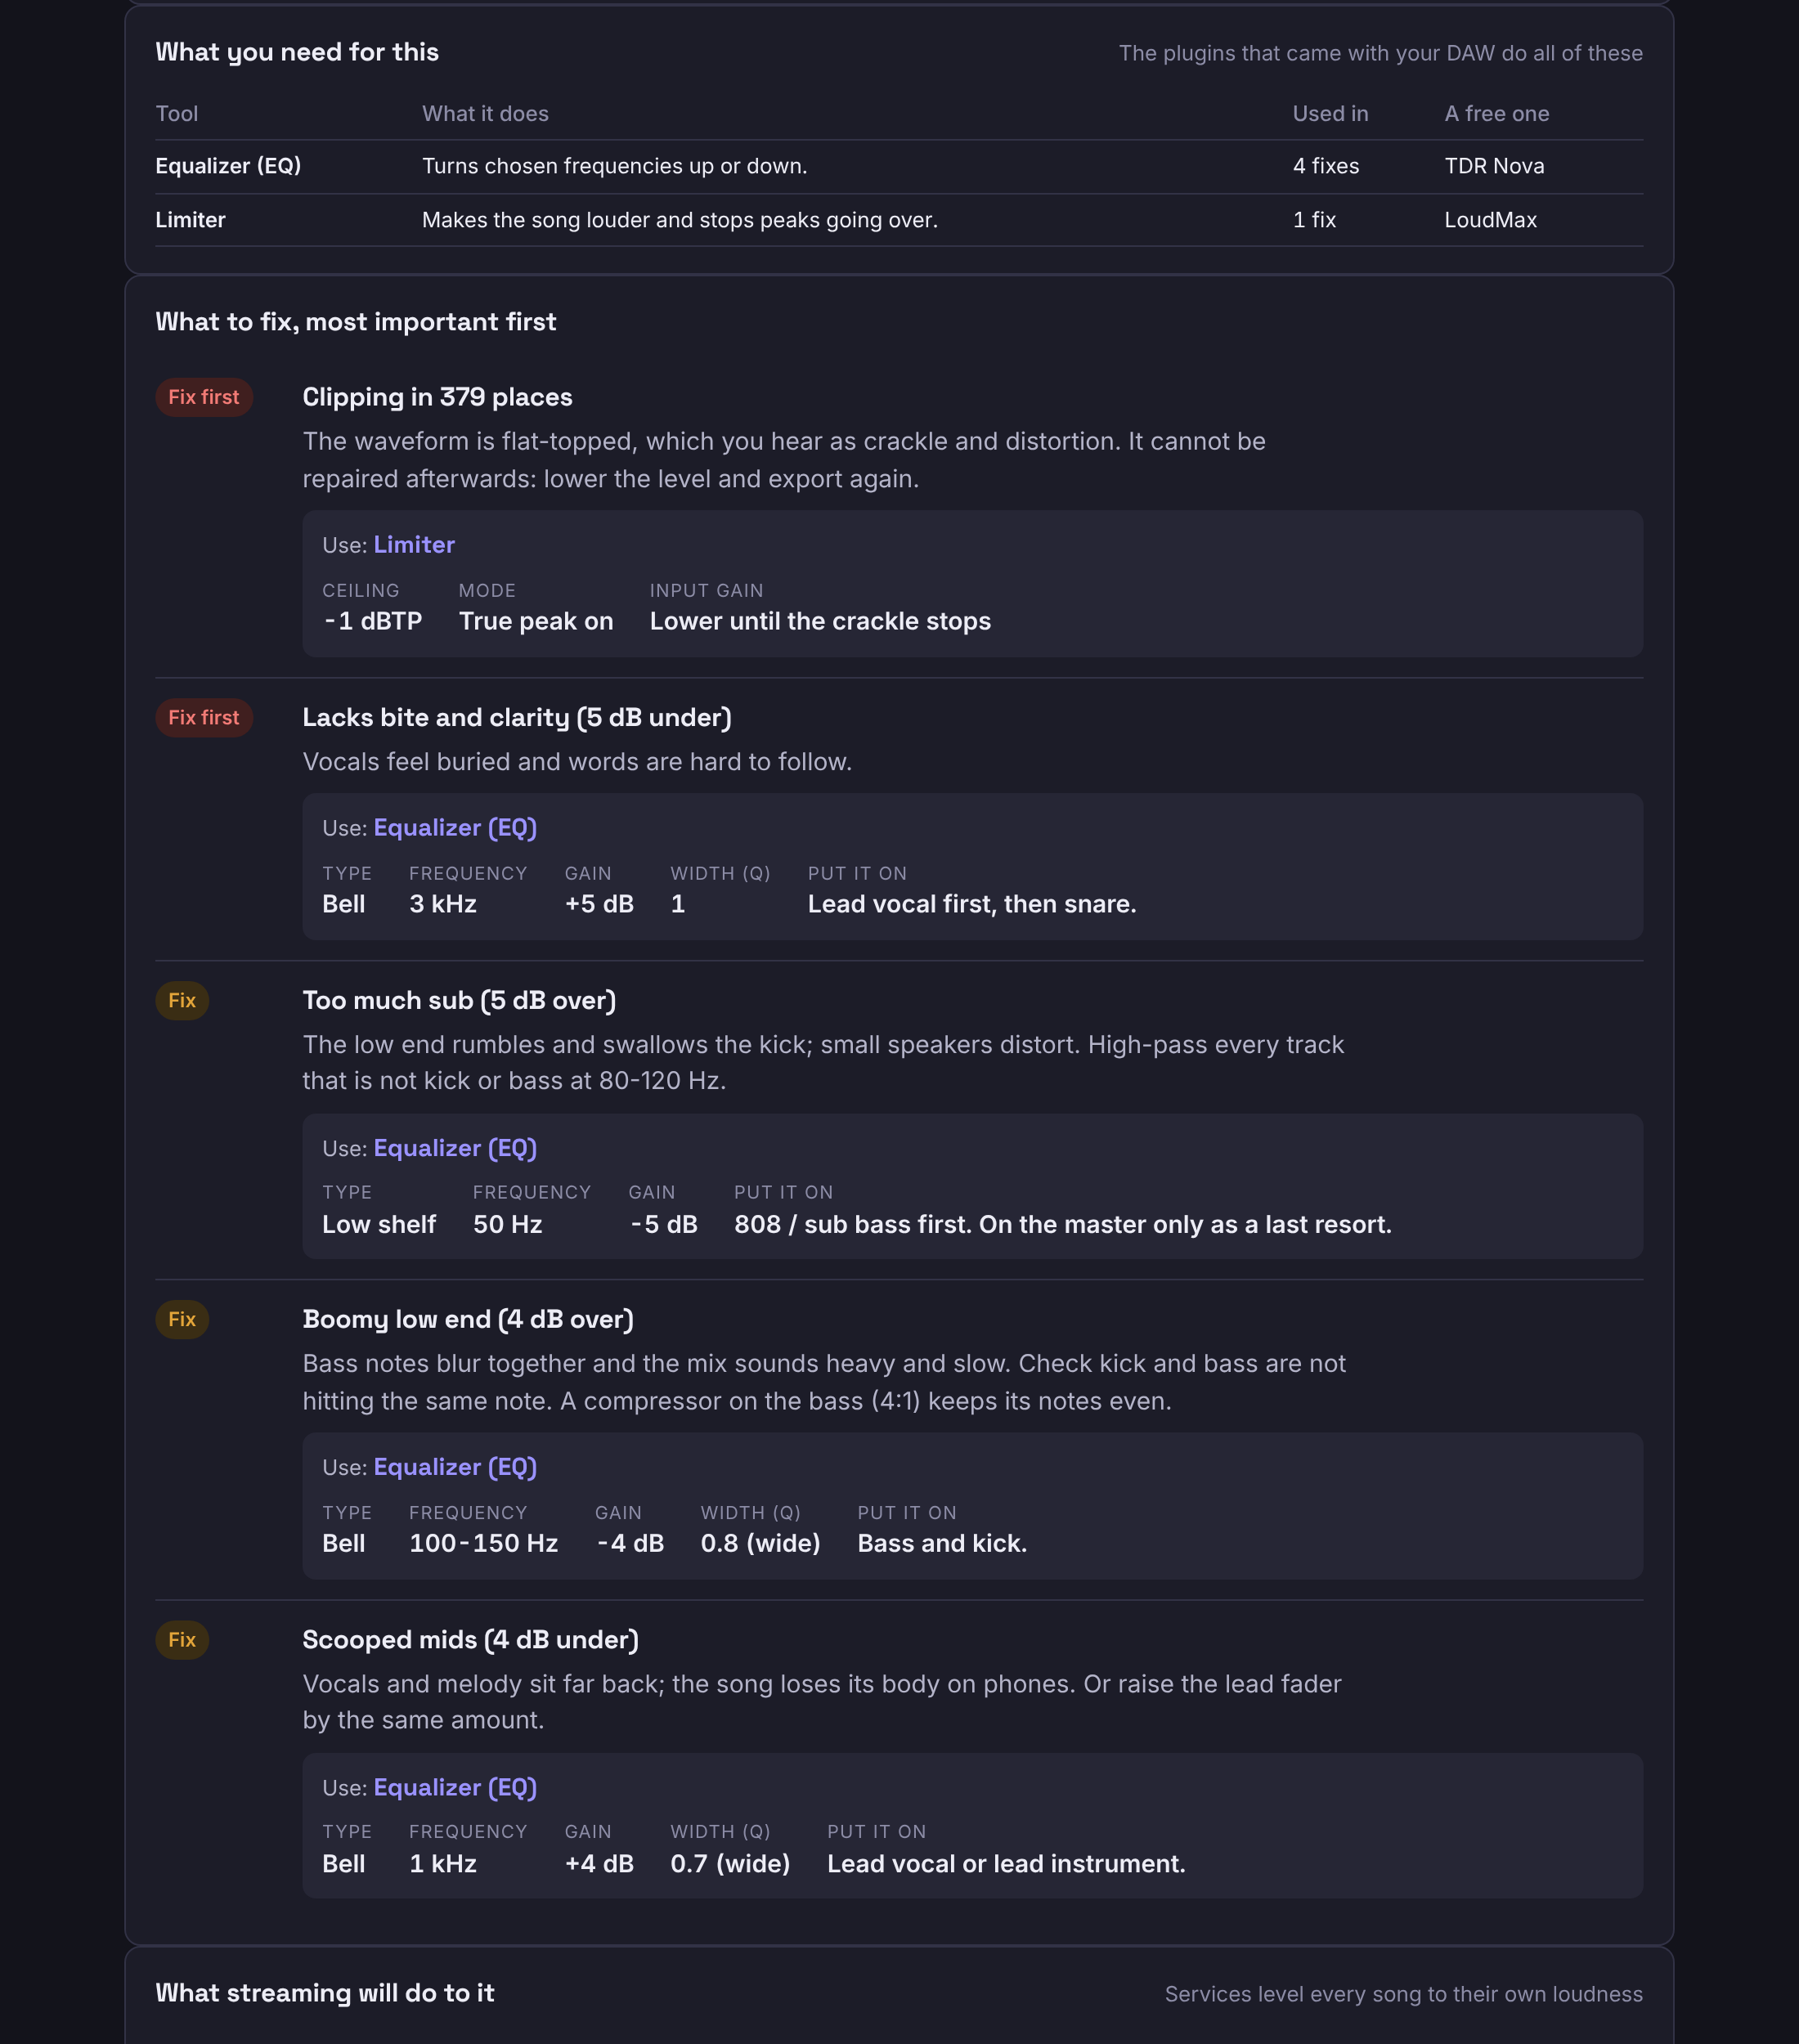 What you need for this
The plugins that came with your DAW do all of these
Tool What it does Used in A free one
Equalizer (EQ) Turns chosen frequencies up or down. 4 fixes TDR Nova
Limiter Makes the song louder and stops peaks going over. 1 fix LoudMax
What to fix, most important first
Fix first Clipping in 379 places
The waveform is flat-topped, which you hear as crackle and distortion. It cannot be
repaired afterwards: lower the level and export again.
Use: Limiter
CEILING MODE INPUT GAIN
-1 dBTP True peak on Lower until the crackle stops
Fix first Lacks bite and clarity (5 dB under)
Vocals feel buried and words are hard to follow.
Use: Equalizer (EQ)
TYPE FREQUENCY GAIN WIDTH (Q) PUT IT ON
Bell 3 kHz +5 dB 1 Lead vocal first, then snare.
Fix Too much sub (5 dB over)
The low end rumbles and swallows the kick; small speakers distort. High-pass every track
that is not kick or bass at 80-120 Hz.
Use: Equalizer (EQ)
TYPE FREQUENCY GAIN PUT IT ON
Low shelf 50 Hz -5 dB 808 / sub bass first. On the master only as a last resort.
Fix Boomy low end (4 dB over)
Bass notes blur together and the mix sounds heavy and slow. Check kick and bass are not
hitting the same note. A compressor on the bass (4:1) keeps its notes even.
Use: Equalizer (EQ)
TYPE FREQUENCY GAIN WIDTH (Q) PUT IT ON
Bell 100-150 Hz -4 dB 0.8 (wide) Bass and kick.
Fix Scooped mids (4 dB under)
Vocals and melody sit far back; the song loses its body on phones. Or raise the lead fader
by the same amount.
Use: Equalizer (EQ)
TYPE FREQUENCY GAIN WIDTH (Q) PUT IT ON
Bell 1 kHz +4 dB 0.7 (wide) Lead vocal or lead instrument.
What streaming will do to it
Services level every song to their own loudness